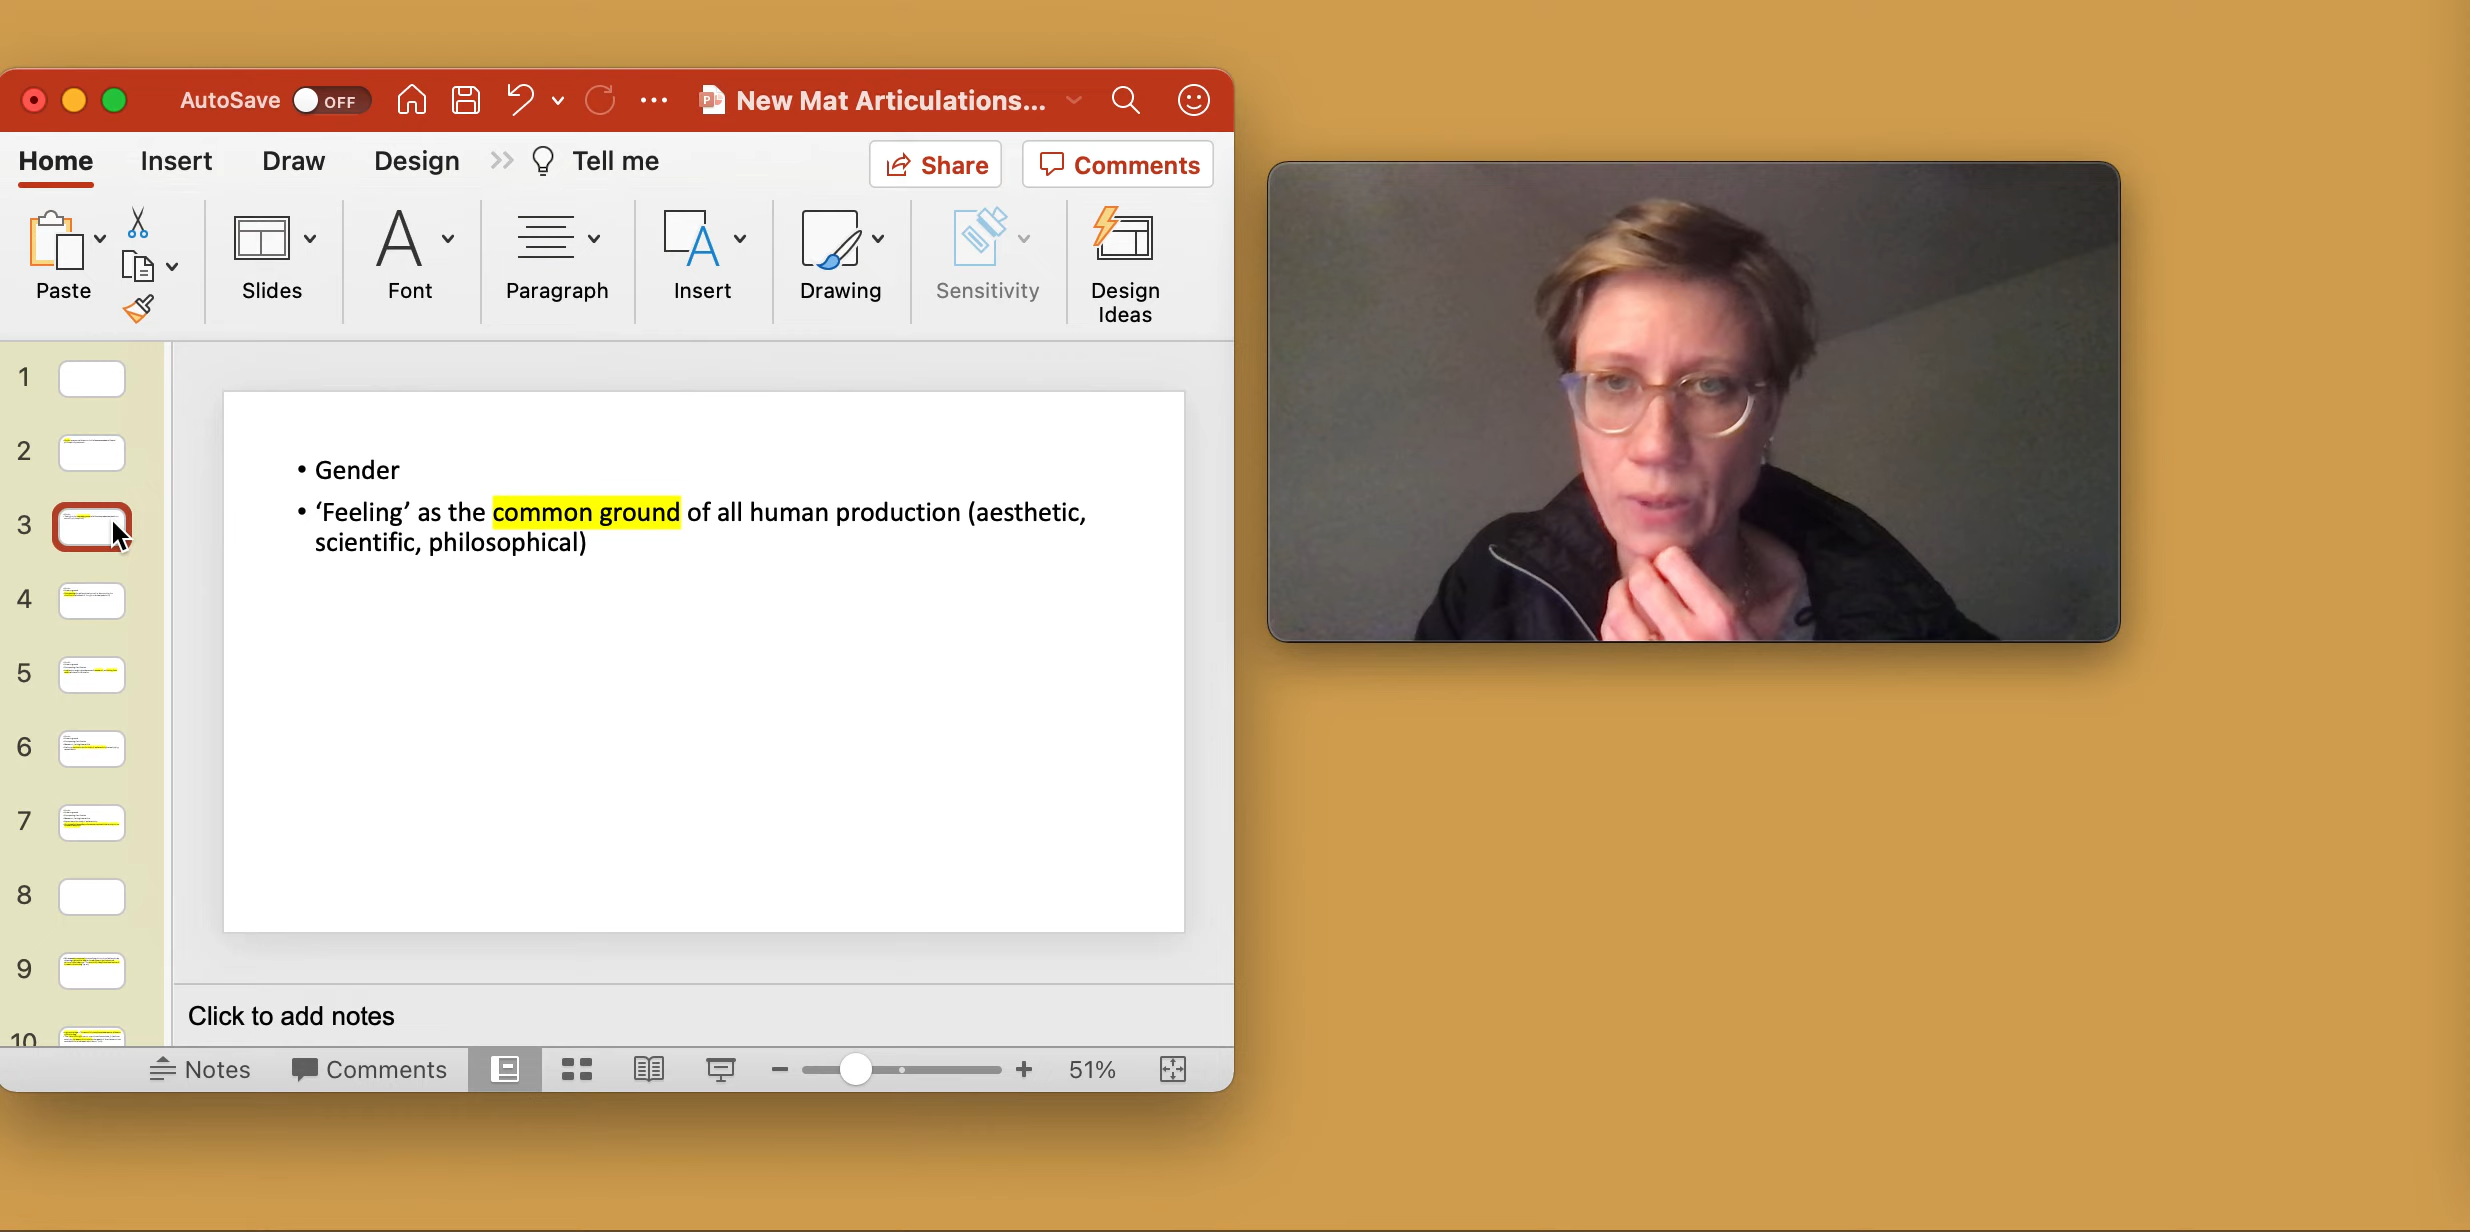 AutoSave OFF New Mat Articulations...
Home Insert Draw Design Tell me Share Comments
Paste Slides Font Paragraph Insert Drawing Sensitivity Design
Ideas
1
2
3
4
5
6
7
8
9
10
• Gender
• ‘Feeling’ as the common ground of all human production (aesthetic,
scientific, philosophical)
Click to add notes
Notes Comments 51%